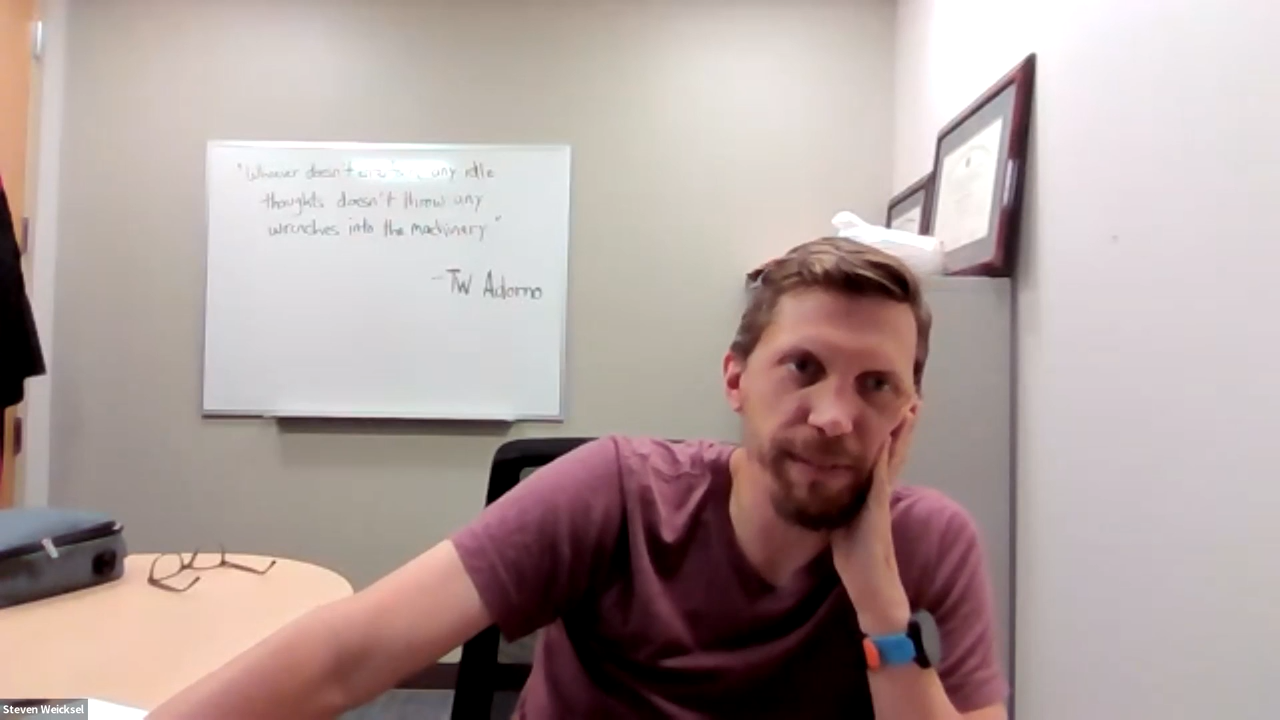 "Whoever doesn't any idle
thoughts doesn't throw any
wrenches into the machinery"
-TW Adorno
Steven Weicksel